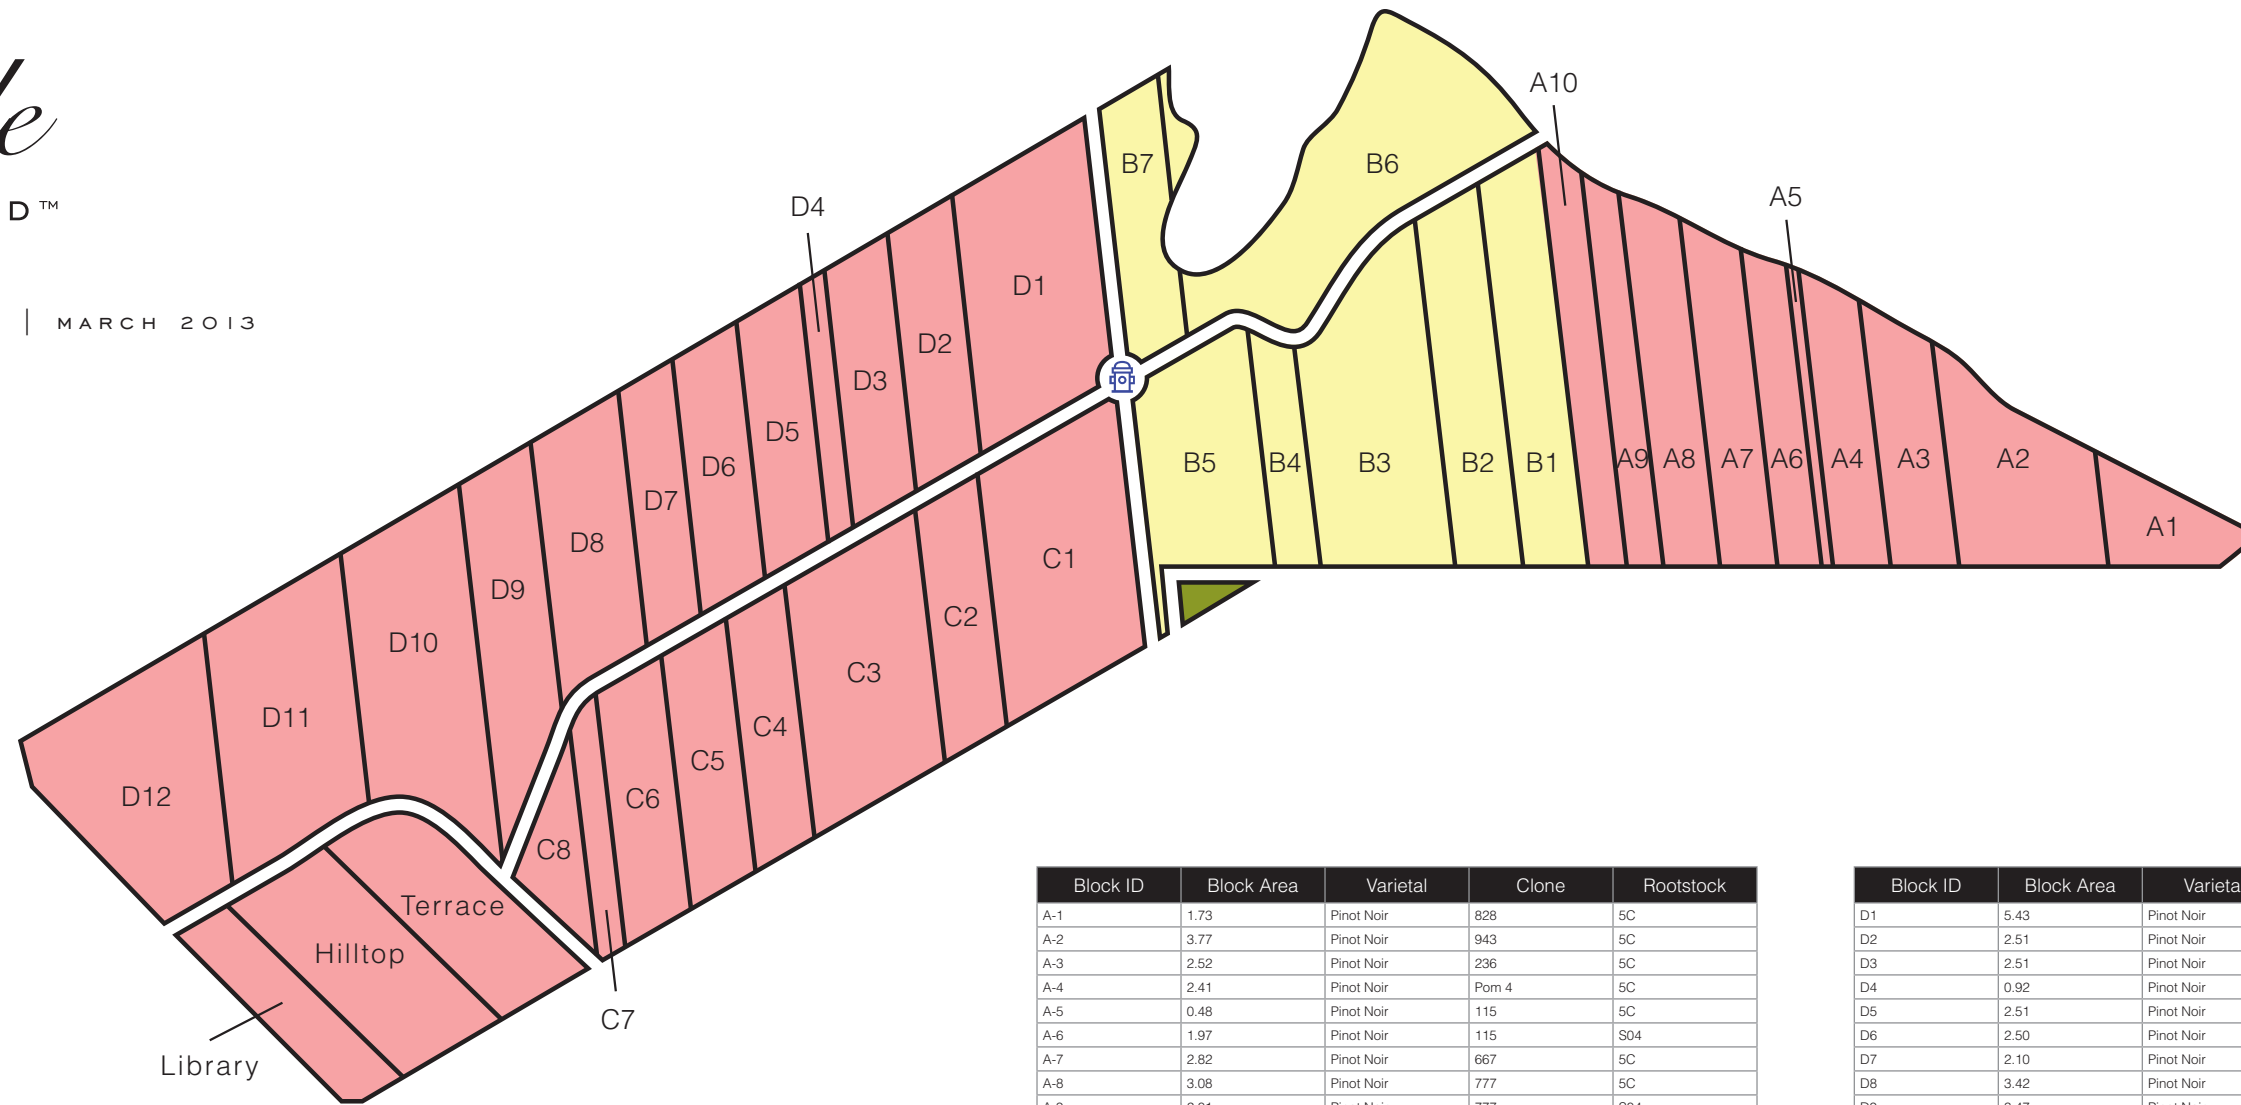 D™
| MARCH 2013
A10
B7
B6
D4
A5
D1
D2
D3
D5
B5
B4
B3
B2
B1
A9
A8
A7
A6
A4
A3
A2
A1
D6
D7
D8
C1
D9
C2
D10
C3
D11
C4
C5
D12
C6
C8
Terrace
Hilltop
C7
Library
Block ID Block Area Varietal Clone Rootstock
A-1 1.73 Pinot Noir 828 5C
A-2 3.77 Pinot Noir 943 5C
A-3 2.52 Pinot Noir 236 5C
A-4 2.41 Pinot Noir Pom 4 5C
A-5 0.48 Pinot Noir 115 5C
A-6 1.97 Pinot Noir 115 S04
A-7 2.82 Pinot Noir 667 5C
A-8 3.08 Pinot Noir 777 5C
Block ID Block Area Varieta
D1 5.43 Pinot Noir
D2 2.51 Pinot Noir
D3 2.51 Pinot Noir
D4 0.92 Pinot Noir
D5 2.51 Pinot Noir
D6 2.50 Pinot Noir
D7 2.10 Pinot Noir
D8 3.42 Pinot Noir